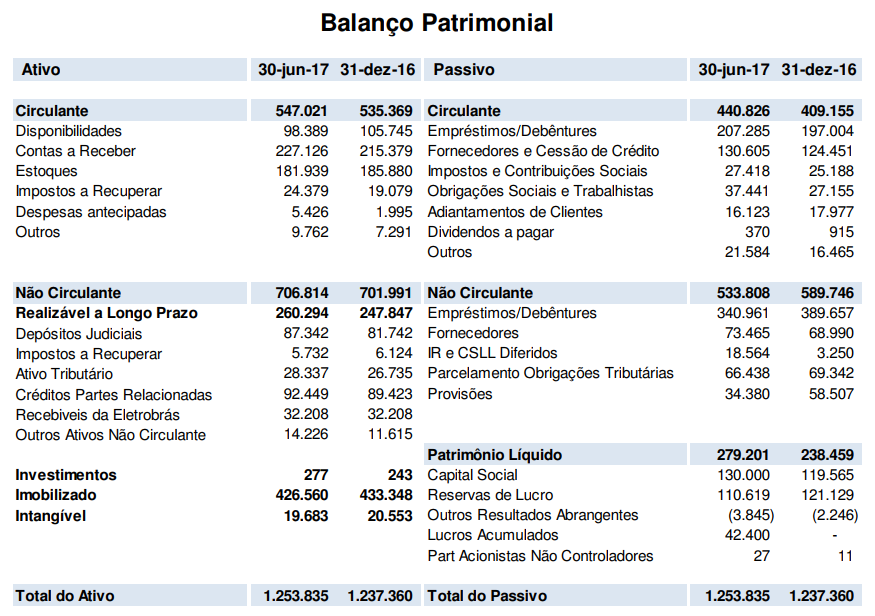 Balanço Patrimonial
Ativo 30-jun-17 31-dez-16 Passivo 30-jun-17 31-dez-16
Circulante 547.021 535.369 Circulante 440.826 409.155
Disponibilidades 98.389 105.745 Empréstimos/Debêntures 207.285 197.004
Contas a Receber 227.126 215.379 Fornecedores e Cessão de Crédito 130.605 124.451
Estoques 181.939 185.880 Impostos e Contribuições Sociais 27.418 25.188
Impostos a Recuperar 24.379 19.079 Obrigações Sociais e Trabalhistas 37.441 27.155
Despesas antecipadas 5.426 1.995 Adiantamentos de Clientes 16.123 17.977
Outros 9.762 7.291 Dividendos a pagar 370 915
Outros 21.584 16.465
Não Circulante 706.814 701.991 Não Circulante 533.808 589.746
Realizável a Longo Prazo 260.294 247.847 Empréstimos/Debêntures 340.961 389.657
Depósitos Judiciais 87.342 81.742 Fornecedores 73.465 68.990
Impostos a Recuperar 5.732 6.124 IR e CSLL Diferidos 18.564 3.250
Ativo Tributário 28.337 26.735 Parcelamento Obrigações Tributárias 66.438 69.342
Créditos Partes Relacionadas 92.449 89.423 Provisões 34.380 58.507
Recebiveis da Eletrobrás 32.208 32.208
Outros Ativos Não Circulante 14.226 11.615
Patrimônio Líquido 279.201 238.459
Investimentos 277 243 Capital Social 130.000 119.565
Imobilizado 426.560 433.348 Reservas de Lucro 110.619 121.129
Intangível 19.683 20.553 Outros Resultados Abrangentes (3.845) (2.246)
Lucros Acumulados 42.400 -
Part Acionistas Não Controladores 27 11
Total do Ativo 1.253.835 1.237.360 Total do Passivo 1.253.835 1.237.360